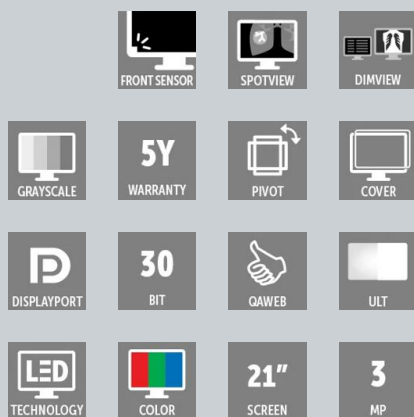 FRONT SENSOR
SPOTVIEW
DIMVIEW
GRAYSCALE
5Y
WARRANTY
PIVOT
COVER
DISPLAYPORT
30
BIT
QAWEB
ULT
LED
TECHNOLOGY
COLOR
21"
SCREEN
3
MP